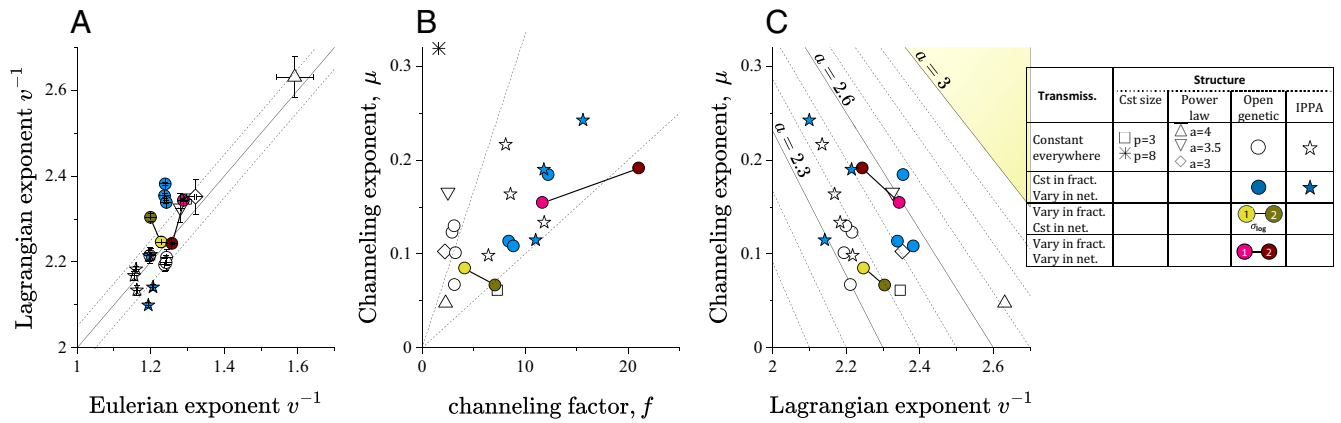 A
B
C
Lagrangian exponent v⁻¹
2
2.2
2.4
2.6
1
1.2
1.4
1.6
Eulerian exponent v⁻¹
Channeling exponent, μ
0
0.1
0.2
0.3
0
10
20
channeling factor, f
Channeling exponent, μ
0
0.1
0.2
0.3
2
2.2
2.4
2.6
Lagrangian exponent v⁻¹
a = 2.3
a = 2.6
a = 3
Transmiss.
Structure
Cst size
Power law
Open genetic
IPPA
Constant everywhere
p=3
p=8
a=4
a=3.5
a=3
Cst in fract.
Vary in net.
Vary in fract.
Cst in net.
1 2
σlog
Vary in fract.
Vary in net.
1 2